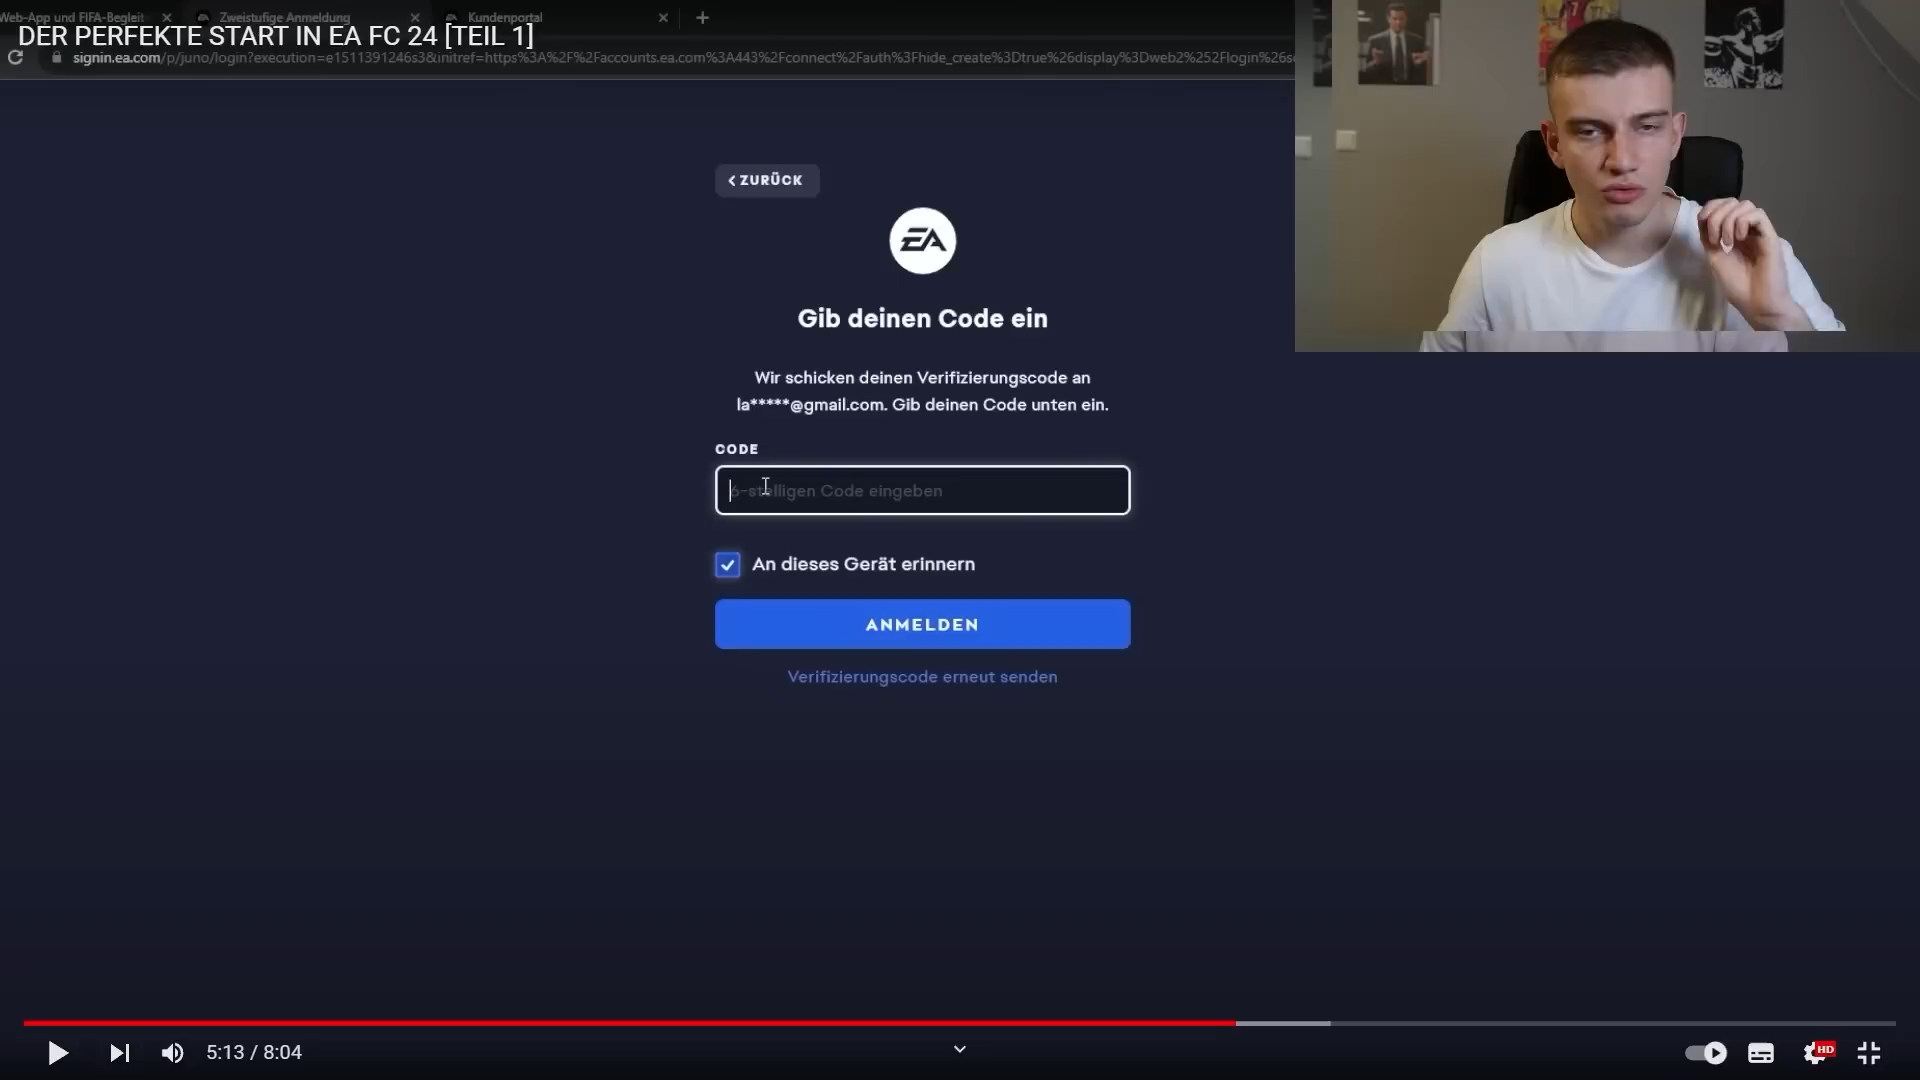 Web-App und FIFA-Begleit
Zweistufige Anmeldung
Kundenportal
DER PERFEKTE START IN EA FC 24 [TEIL 1]
signin.ea.com/p/juno/login?execution=e1511391246s3&initref=https%3A%2F%2Faccounts.ea.com%3A443%2Fconnect%2Fauth%3Fhide_create%3Dtrue%26display%3Dweb2%252Flogin%26s
ZURÜCK
EA
Gib deinen Code ein
Wir schicken deinen Verifizierungscode an
la*****@gmail.com. Gib deinen Code unten ein.
CODE
6-stelligen Code eingeben
An dieses Gerät erinnern
ANMELDEN
Verifizierungscode erneut senden
5:13 / 8:04
HD